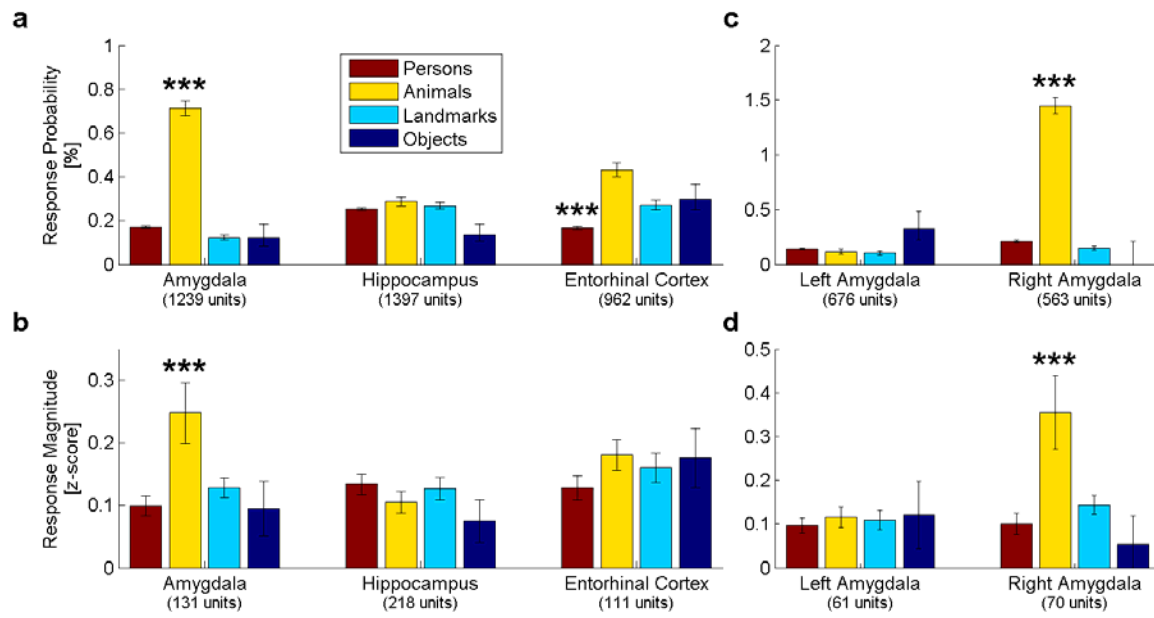 a
Response Probability
[%]
1
0.8
0.6
0.4
0.2
0
***
***
Persons
Animals
Landmarks
Objects
Amygdala
(1239 units)
Hippocampus
(1397 units)
Entorhinal Cortex
(962 units)
c
2
1.5
1
0.5
0
***
Left Amygdala
(676 units)
Right Amygdala
(563 units)
b
Response Magnitude
[z-score]
0.3
0.2
0.1
0
***
Amygdala
(131 units)
Hippocampus
(218 units)
Entorhinal Cortex
(111 units)
d
0.5
0.4
0.3
0.2
0.1
0
***
Left Amygdala
(61 units)
Right Amygdala
(70 units)